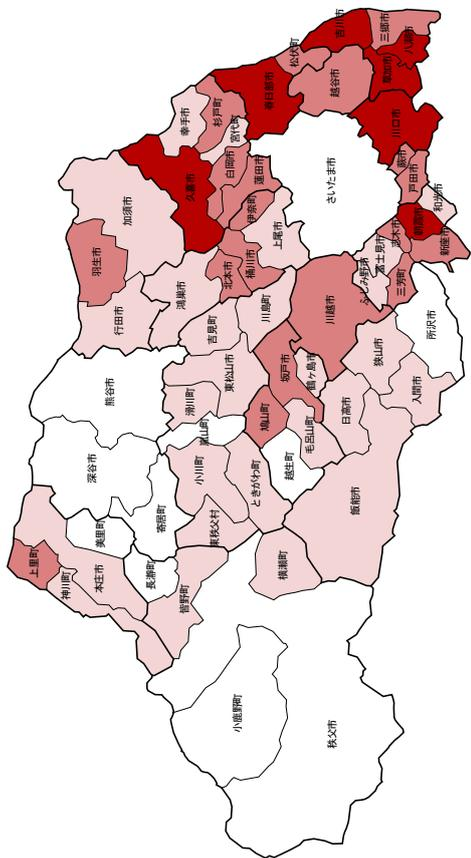 上里町
神川町
本庄市
美里町
深谷市
熊谷市
行田市
羽生市
加須市
長瀞町
寄居町
菅野町
小鹿野町
秩父市
横瀬町
東秩父村
小川町
ときがわ町
嵐山町
滑川町
東松山市
吉見町
鴻巣市
久喜市
幸手市
杉戸町
宮代町
白岡市
蓮田市
伊奈町
上尾市
桶川市
北本市
川島町
春日部市
松伏町
吉川市
三郷市
八潮市
草加市
越谷市
さいたま市
川口市
蕨市
戸田市
和光市
朝霞市
志木市
新座市
富士見市
ふじみ野市
三芳町
川越市
坂戸市
鶴ヶ島市
鳩山町
毛呂山町
越生町
日高市
飯能市
狭山市
入間市
所沢市